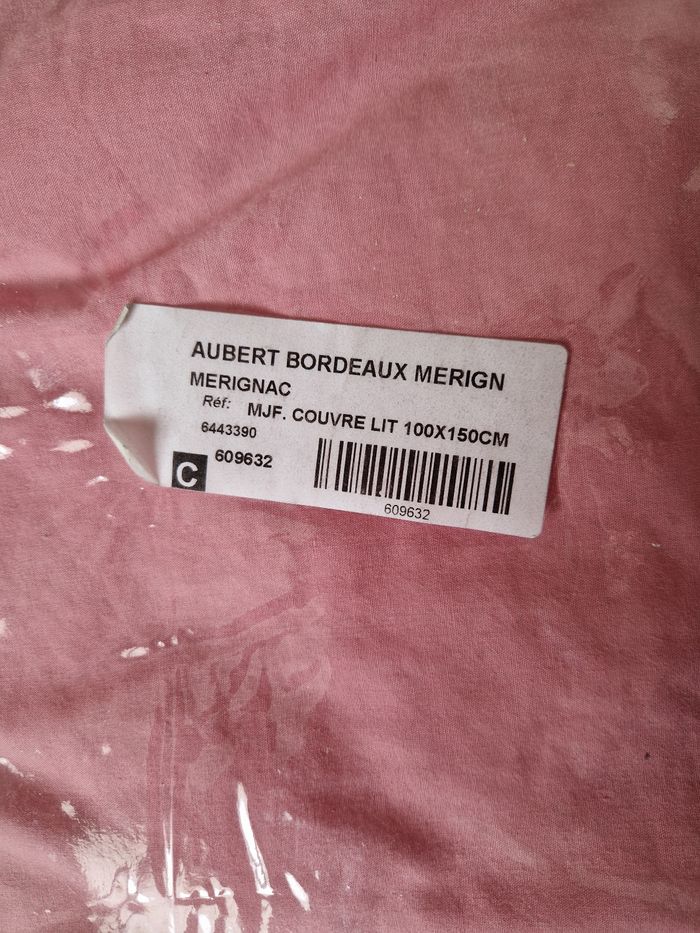 AUBERT BORDEAUX MERIGN
MERIGNAC
Réf: MJF. COUVRE LIT 100X150CM
6443390
C 609632
609632